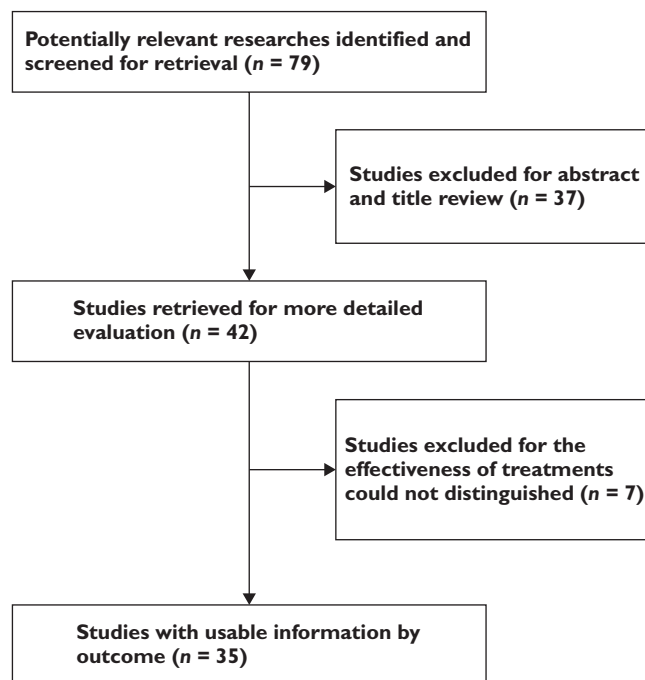 Potentially relevant researches identified and
screened for retrieval (n = 79)
Studies excluded for abstract
and title review (n = 37)
Studies retrieved for more detailed
evaluation (n = 42)
Studies excluded for the
effectiveness of treatments
could not distinguished (n = 7)
Studies with usable information by
outcome (n = 35)